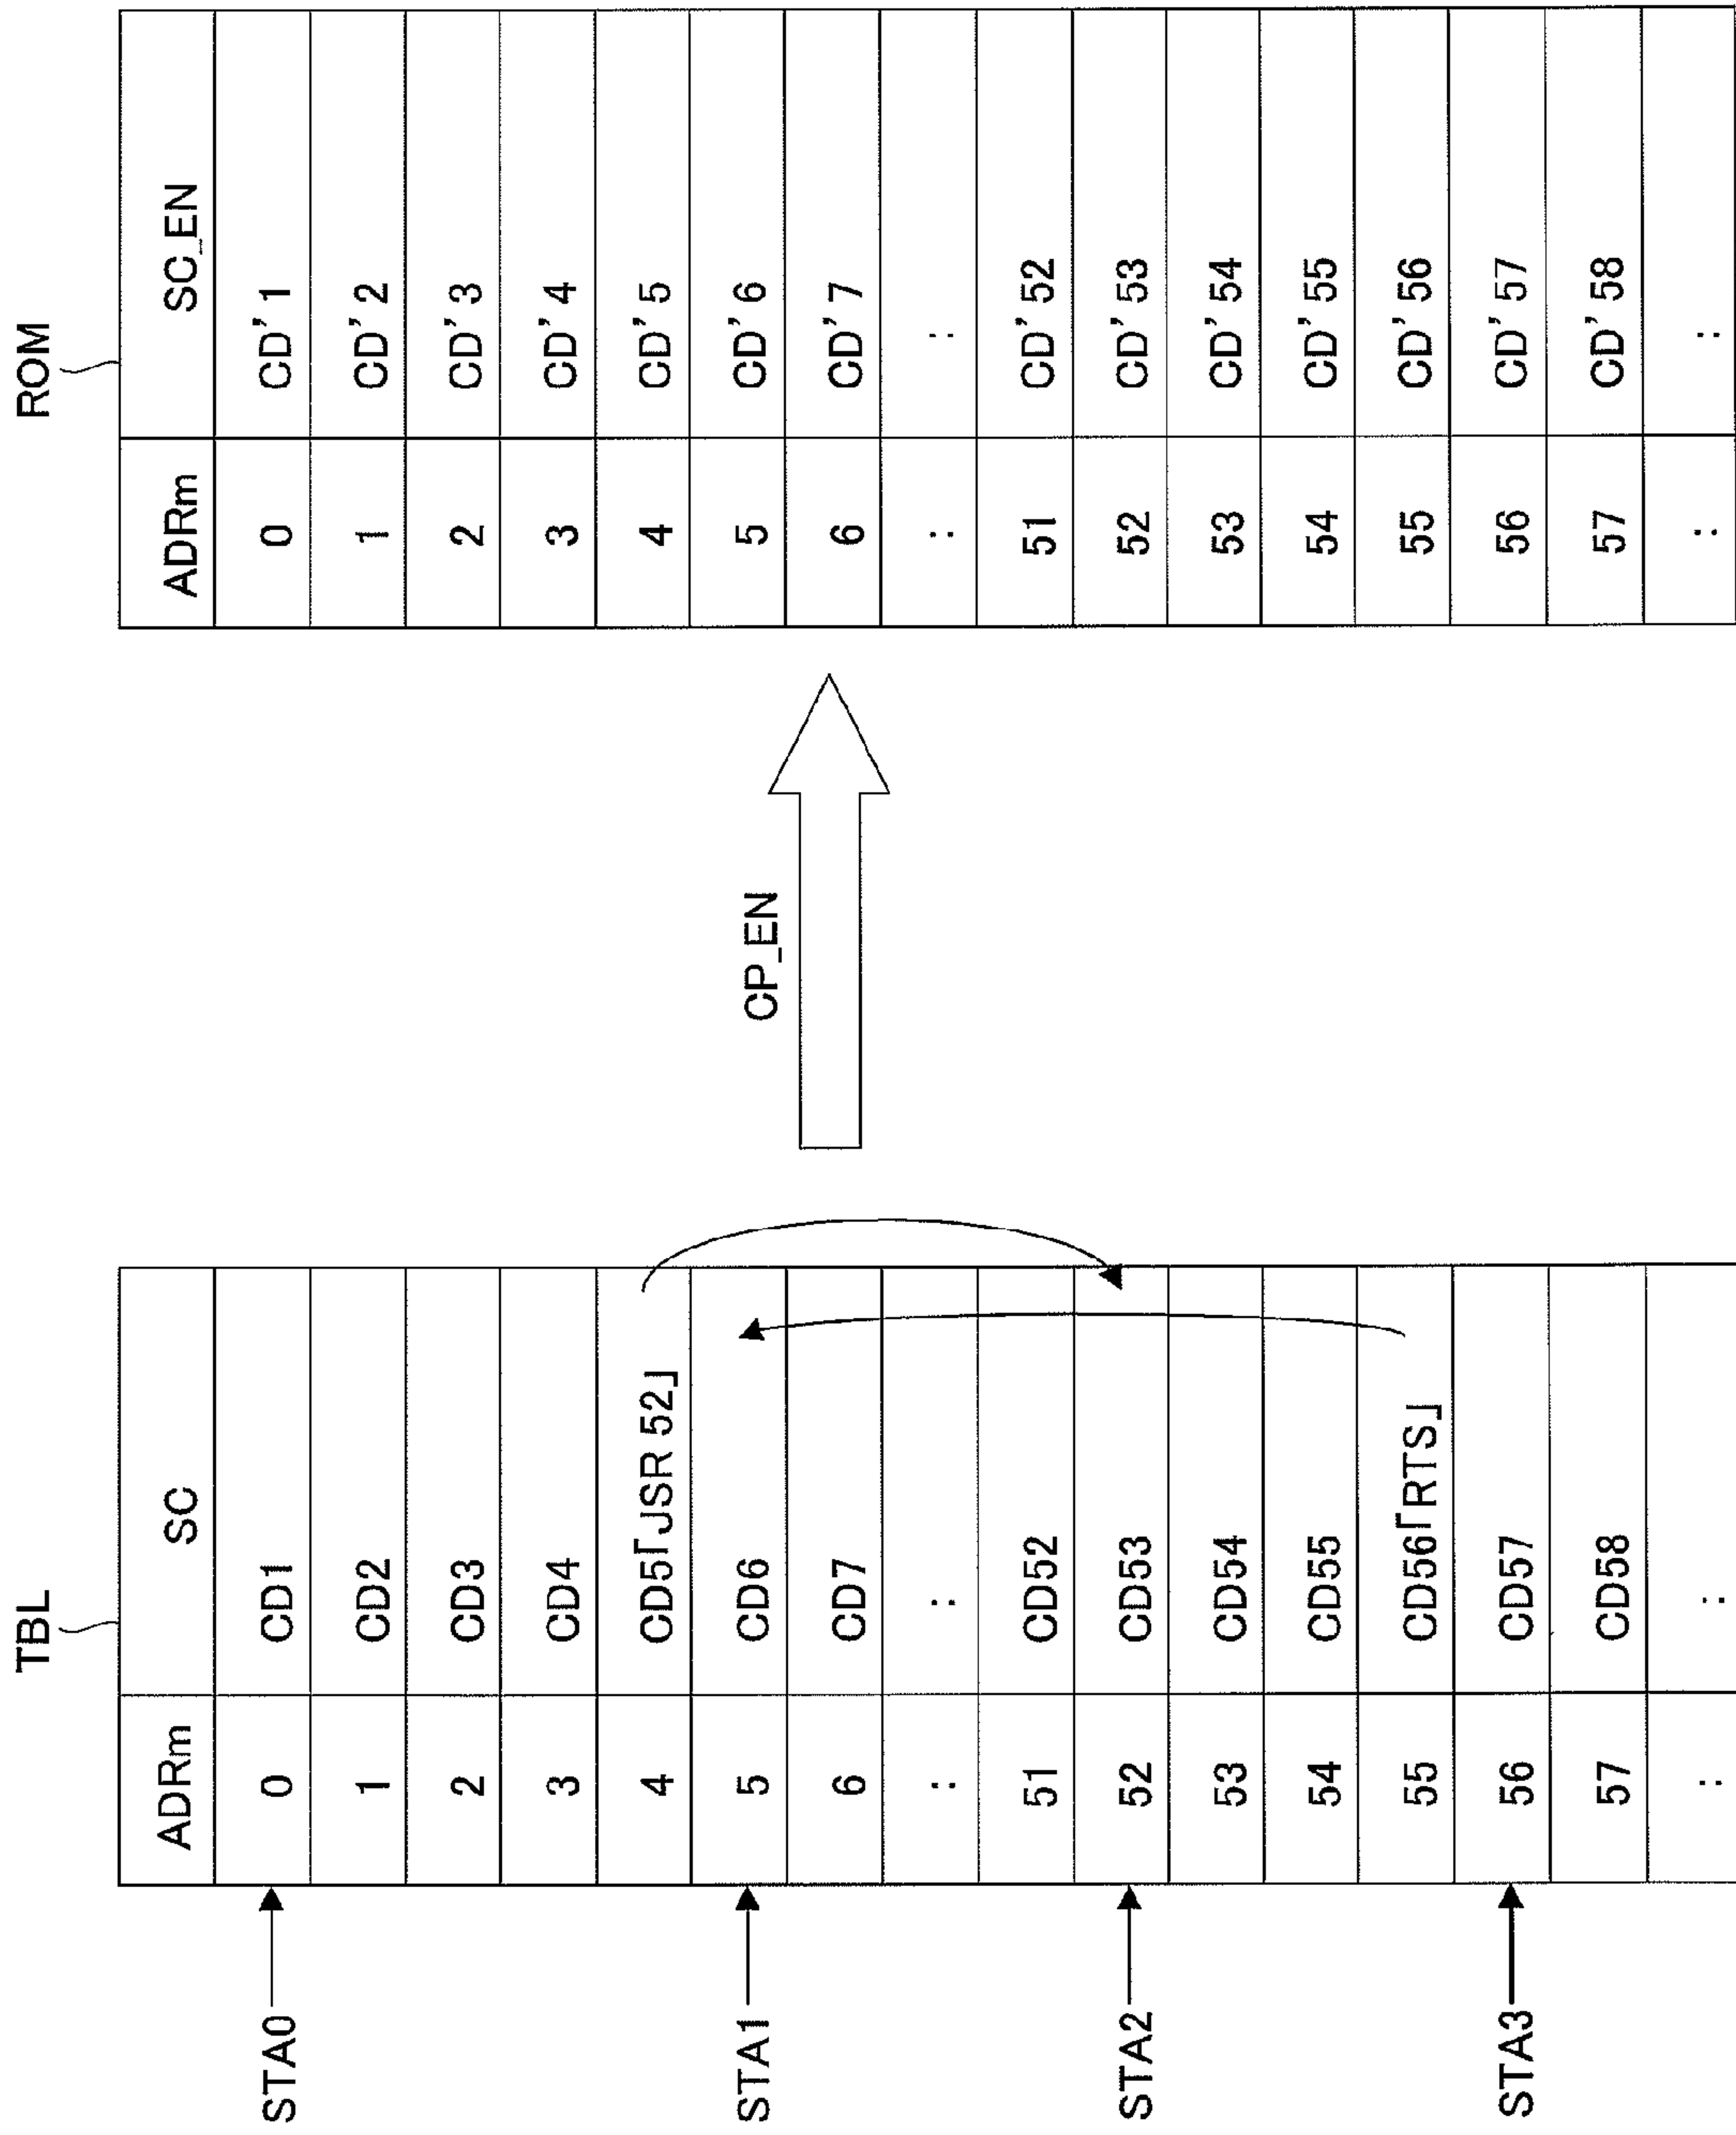 TBL
ADRm SC
STA0 0 CD1
1 CD2
2 CD3
3 CD4
4 CD5「JSR 52」
STA1 5 CD6
6 CD7
: :
51 CD52
STA2 52 CD53
53 CD54
54 CD55
55 CD56「RTS」
STA3 56 CD57
57 CD58
: :
CP_EN
ROM
ADRm SC_EN
0 CD'1
1 CD'2
2 CD'3
3 CD'4
4 CD'5
5 CD'6
6 CD'7
: :
51 CD'52
52 CD'53
53 CD'54
54 CD'55
55 CD'56
56 CD'57
57 CD'58
: :